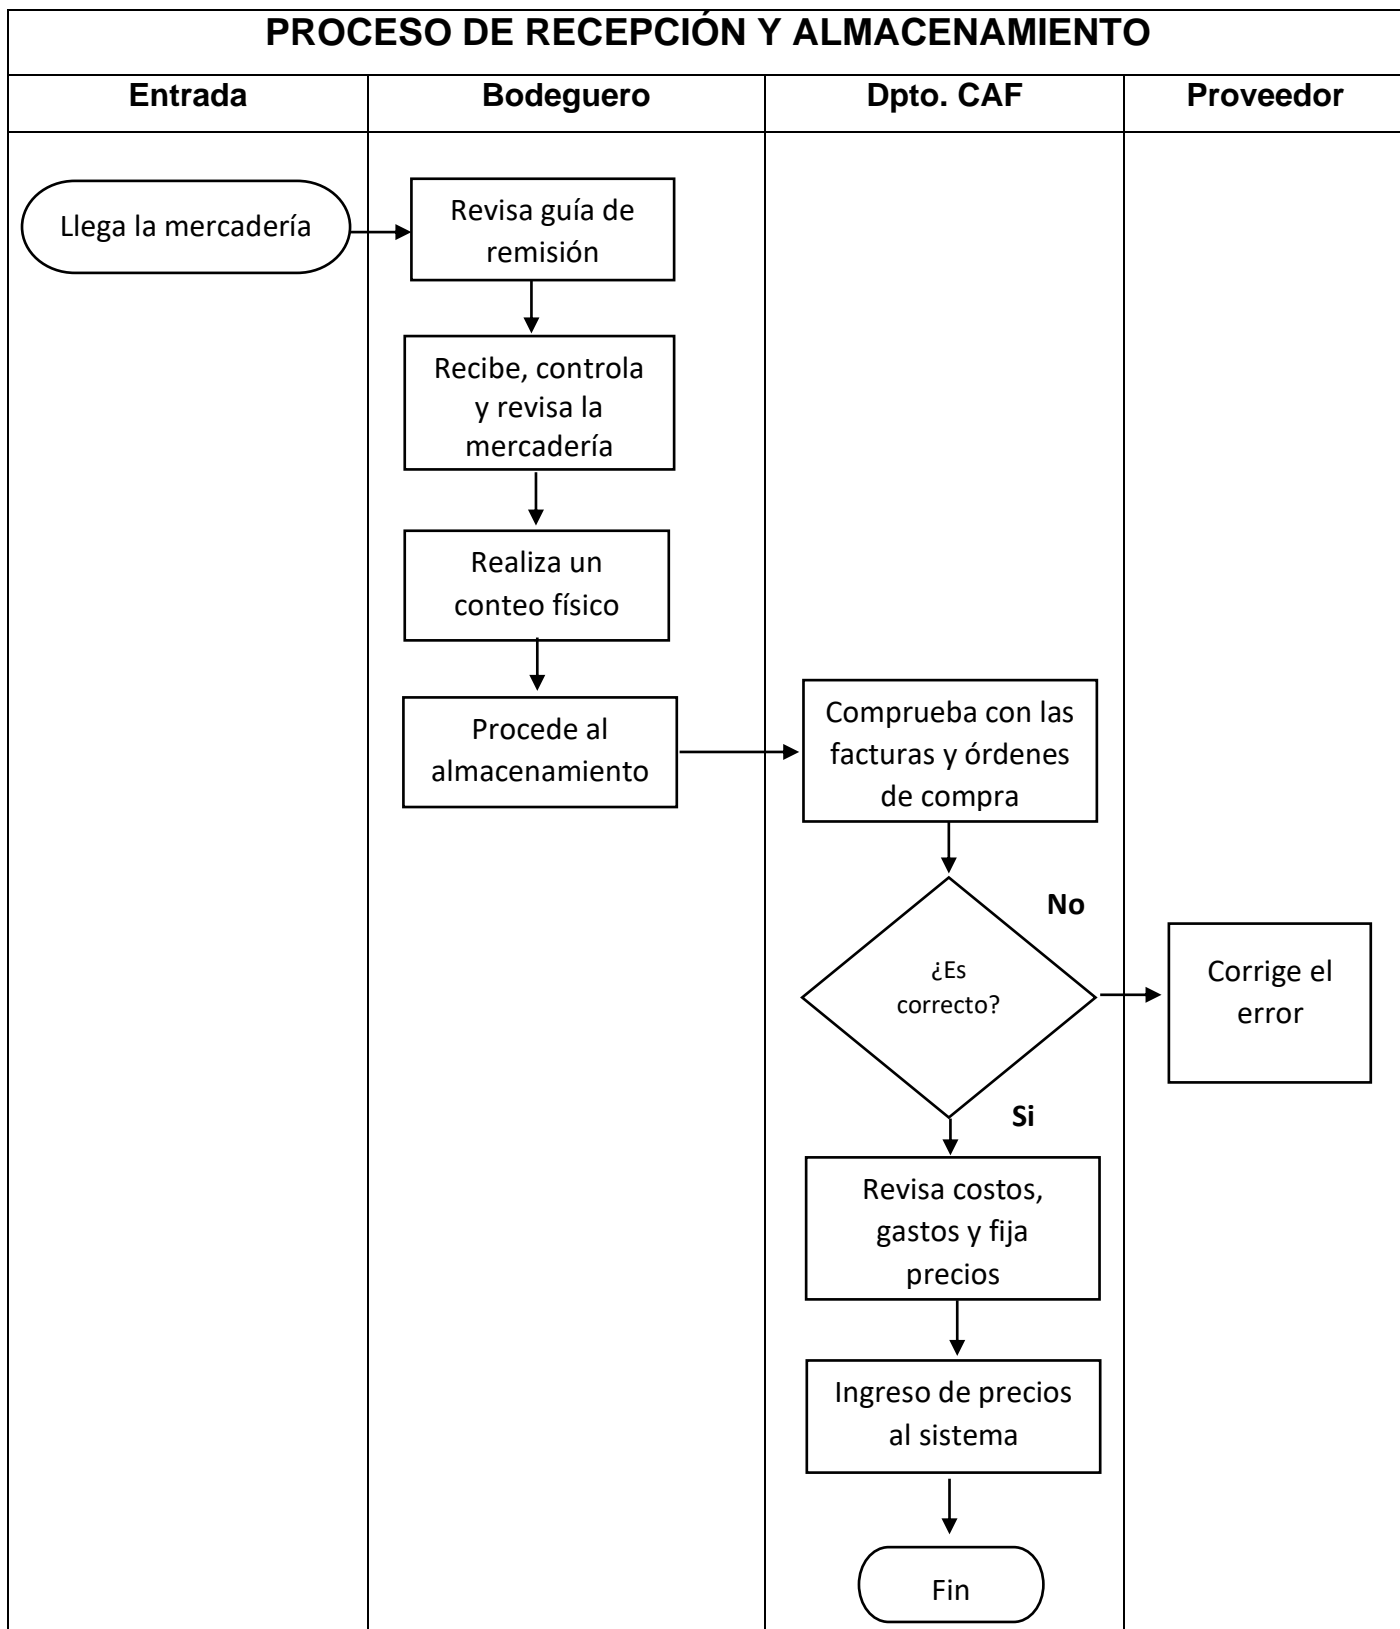 PROCESO DE RECEPCIÓN Y ALMACENAMIENTO
Entrada
Bodeguero
Dpto. CAF
Proveedor
Llega la mercadería
Revisa guía de
remisión
Recibe, controla
y revisa la
mercadería
Realiza un
conteo físico
Procede al
almacenamiento
Comprueba con las
facturas y órdenes
de compra
¿Es
correcto?
No
Corrige el
error
Si
Revisa costos,
gastos y fija
precios
Ingreso de precios
al sistema
Fin